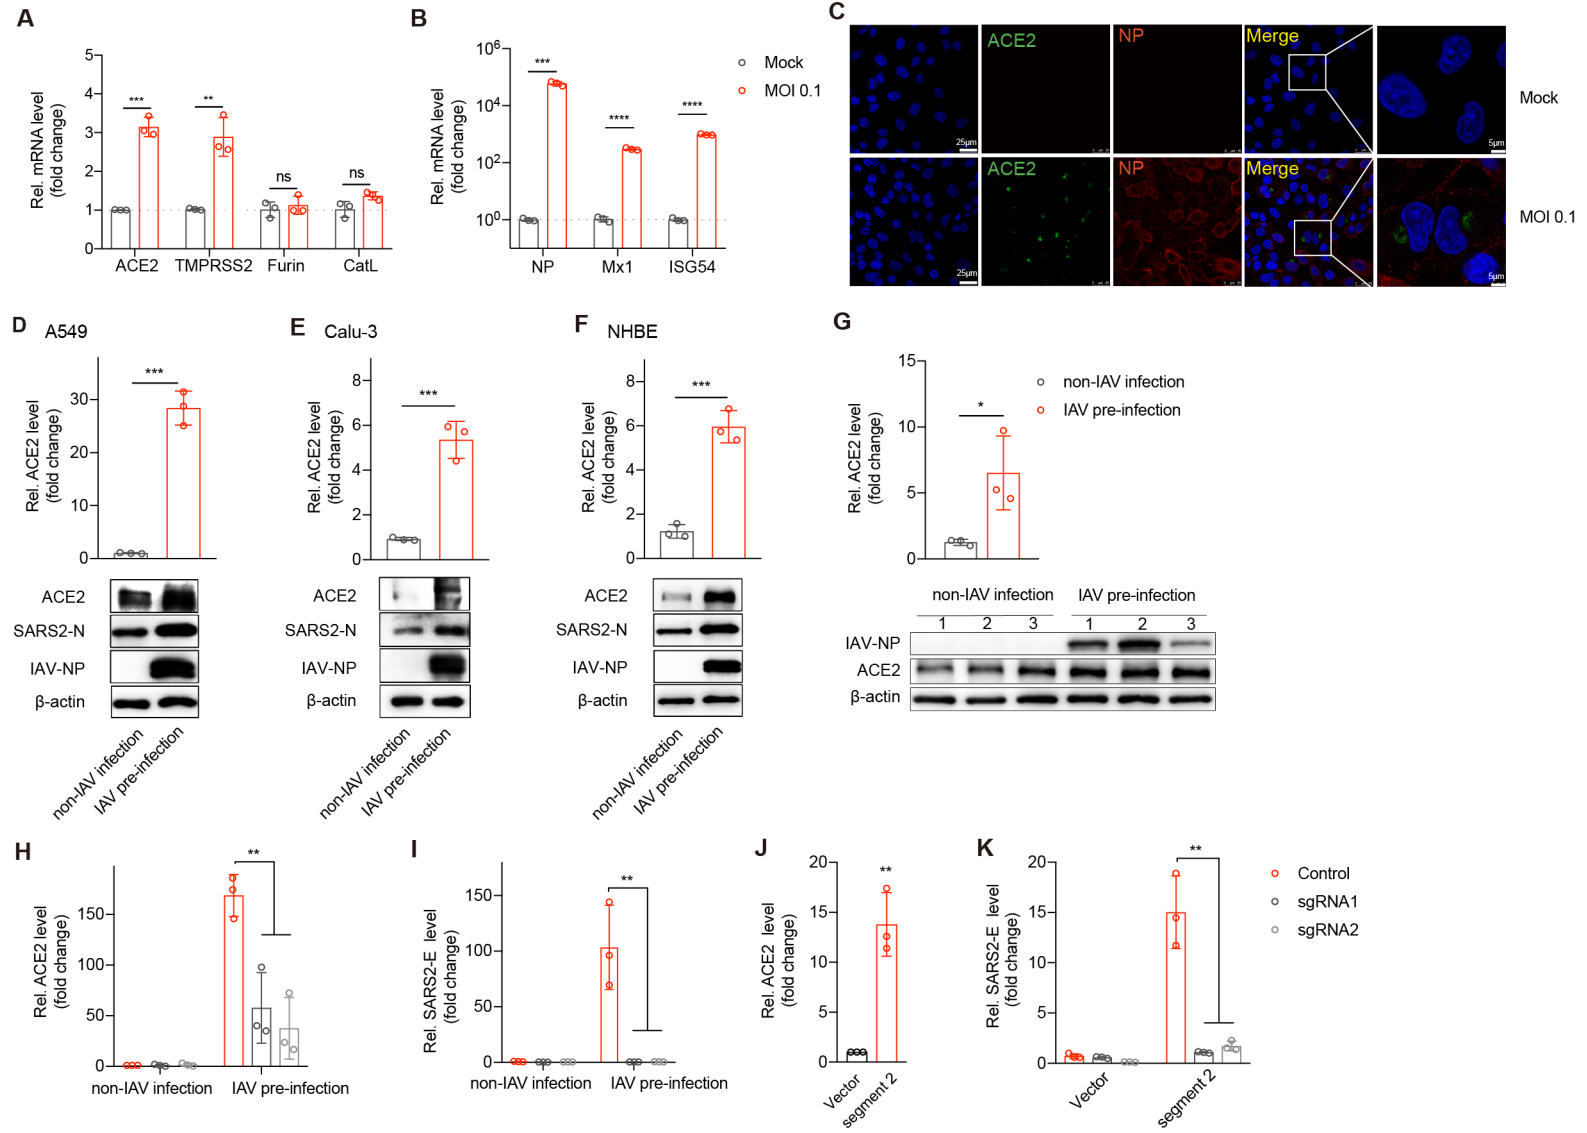 A
Rel. mRNA level
(fold change)
5
4
3
2
1
0
***
**
ns
ns
ACE2
TMPRSS2
Furin
CatL
B
Rel. mRNA level
(fold change)
10⁶
10⁴
10²
10⁰
***
****
****
NP
Mx1
ISG54
Mock
MOI 0.1
C
ACE2
NP
Merge
25μm
5μm
Mock
ACE2
NP
Merge
25μm
5μm
MOI 0.1
D
A549
Rel. ACE2 level
(fold change)
30
20
10
0
***
ACE2
SARS2-N
IAV-NP
β-actin
non-IAV infection
IAV pre-infection
E
Calu-3
Rel. ACE2 level
(fold change)
8
6
4
2
0
***
ACE2
SARS2-N
IAV-NP
β-actin
non-IAV infection
IAV pre-infection
F
NHBE
Rel. ACE2 level
(fold change)
8
6
4
2
0
***
ACE2
SARS2-N
IAV-NP
β-actin
non-IAV infection
IAV pre-infection
G
Rel. ACE2 level
(fold change)
15
10
5
0
*
non-IAV infection
IAV pre-infection
non-IAV infection
IAV pre-infection
1 2 3 1 2 3
IAV-NP
ACE2
β-actin
H
Rel. ACE2 level
(fold change)
150
100
50
0
**
non-IAV infection
IAV pre-infection
I
Rel. SARS2-E level
(fold change)
150
100
50
0
**
non-IAV infection
IAV pre-infection
J
Rel. ACE2 level
(fold change)
20
15
10
5
0
**
Vector
segment 2
K
Rel. SARS2-E level
(fold change)
20
15
10
5
0
**
Vector
segment 2
Control
sgRNA1
sgRNA2